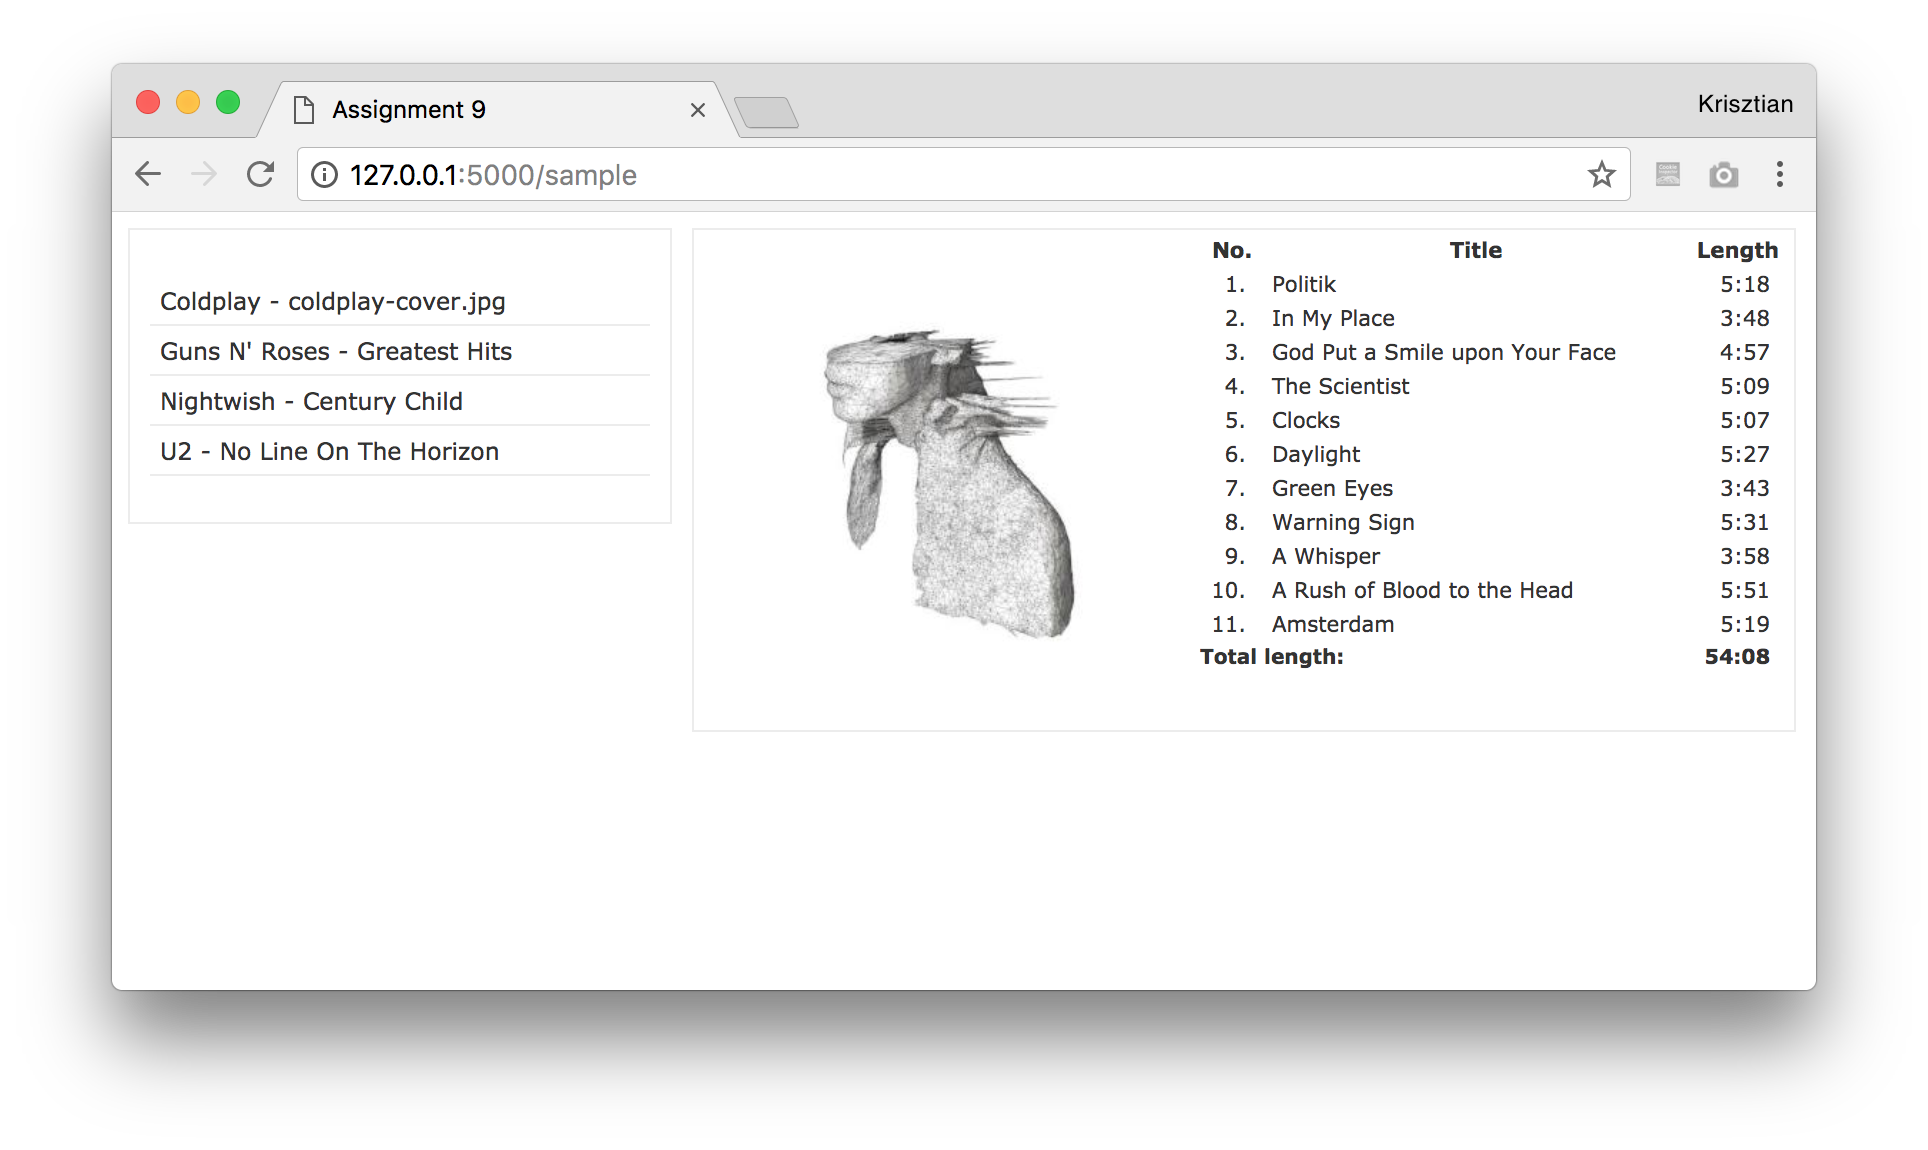 Assignment 9
Krisztian
127.0.0.1:5000/sample
Coldplay - coldplay-cover.jpg
Guns N' Roses - Greatest Hits
Nightwish - Century Child
U2 - No Line On The Horizon
No. Title Length
1. Politik 5:18
2. In My Place 3:48
3. God Put a Smile upon Your Face 4:57
4. The Scientist 5:09
5. Clocks 5:07
6. Daylight 5:27
7. Green Eyes 3:43
8. Warning Sign 5:31
9. A Whisper 3:58
10. A Rush of Blood to the Head 5:51
11. Amsterdam 5:19
Total length: 54:08